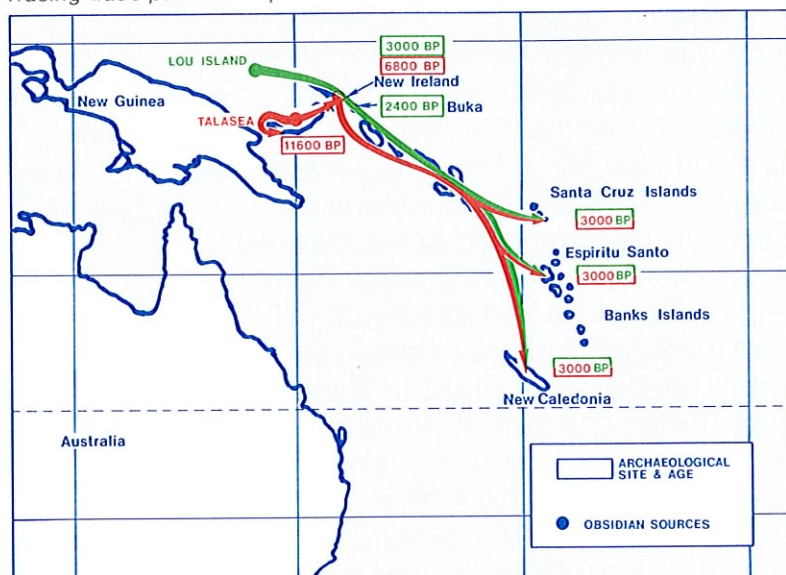 LOU ISLAND
3000 BP
6800 BP
New Ireland
New Guinea
2400 BP Buka
TALASEA
11600 BP
Santa Cruz Islands
3000 BP
Espiritu Santo
3000 BP
Banks Islands
3000 BP
New Caledonia
Australia
ARCHAEOLOGICAL
SITE & AGE
OBSIDIAN SOURCES